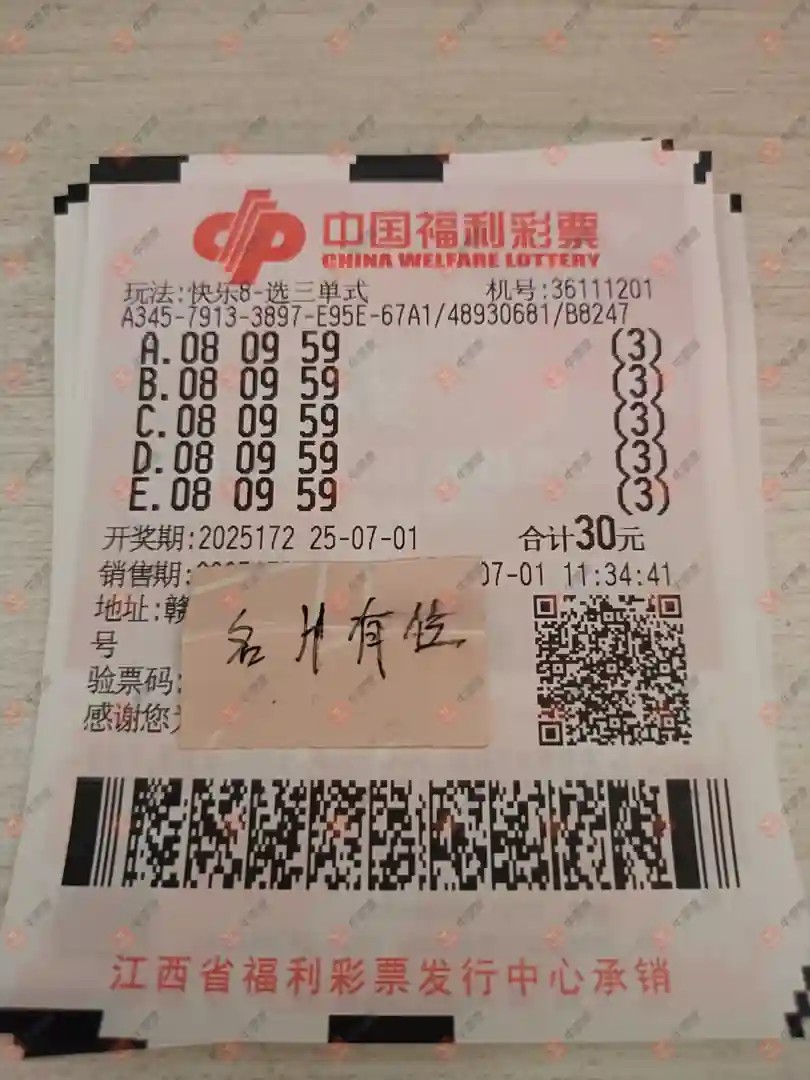 中国福利彩票
CHINA WELFARE LOTTERY
玩法:快乐8-选三单式 机号:36111201
A345-7913-3897-E95E-67A1/48930681/B8247
A.08 09 59 (3)
B.08 09 59 (3)
C.08 09 59 (3)
D.08 09 59 (3)
E.08 09 59 (3)
开奖期:2025172 25-07-01 合计30元
销售期: 07-01 11:34:41
地址:赣
号
名 有位
验票码:
感谢您
江西省福利彩票发行中心承销